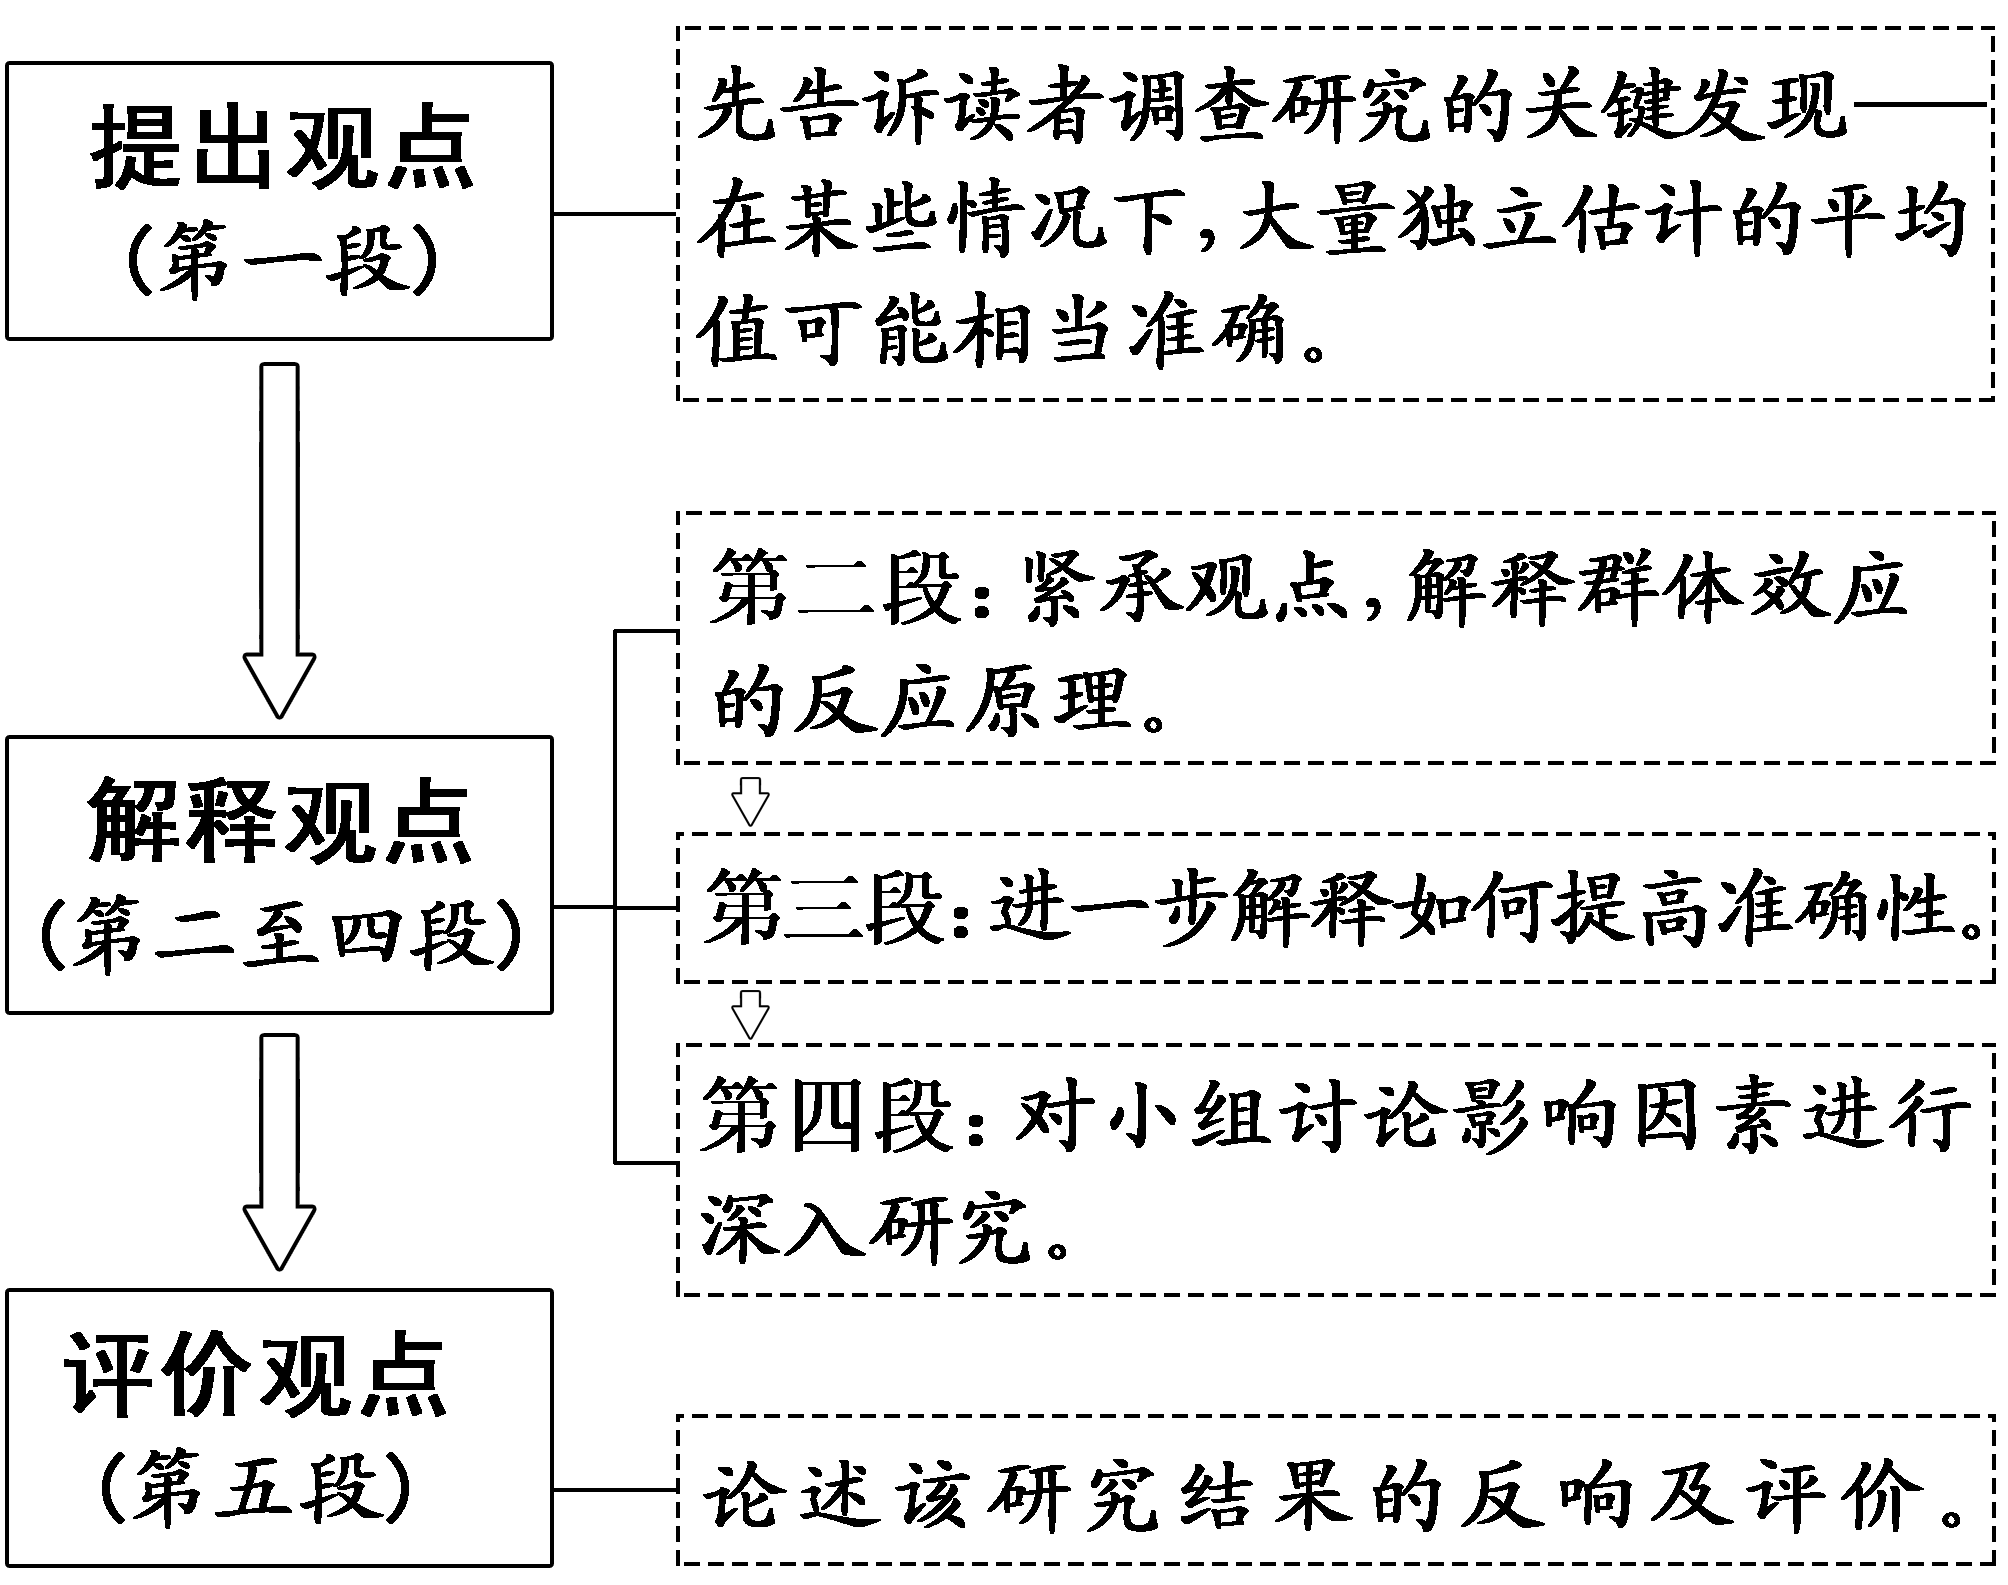 提出观点
(第一段)
先告诉读者调查研究的关键发现——
在某些情况下，大量独立估计的平均
值可能相当准确。
解释观点
(第二至四段)
第二段：紧承观点，解释群体效应
的反应原理。
第三段：进一步解释如何提高准确性。
第四段：对小组讨论影响因素进行
深入研究。
评价观点
(第五段)
论述该研究结果的反响及评价。